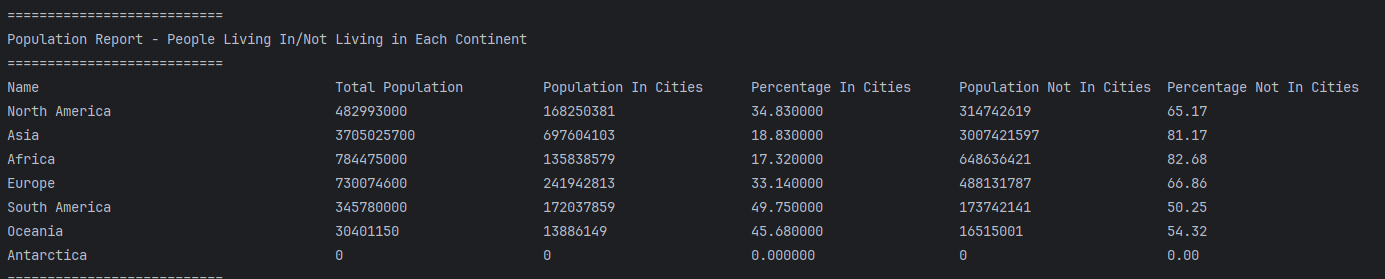 ===========================
Population Report - People Living In/Not Living in Each Continent
===========================
Name Total Population Population In Cities Percentage In Cities Population Not In Cities Percentage Not In Cities
North America 482993000 168250381 34.830000 314742619 65.17
Asia 3705025700 697604103 18.830000 3007421597 81.17
Africa 784475000 135838579 17.320000 648636421 82.68
Europe 730074600 241942813 33.140000 488131787 66.86
South America 345780000 172037859 49.750000 173742141 50.25
Oceania 30401150 13886149 45.680000 16515001 54.32
Antarctica 0 0 0.000000 0 0.00
===========================